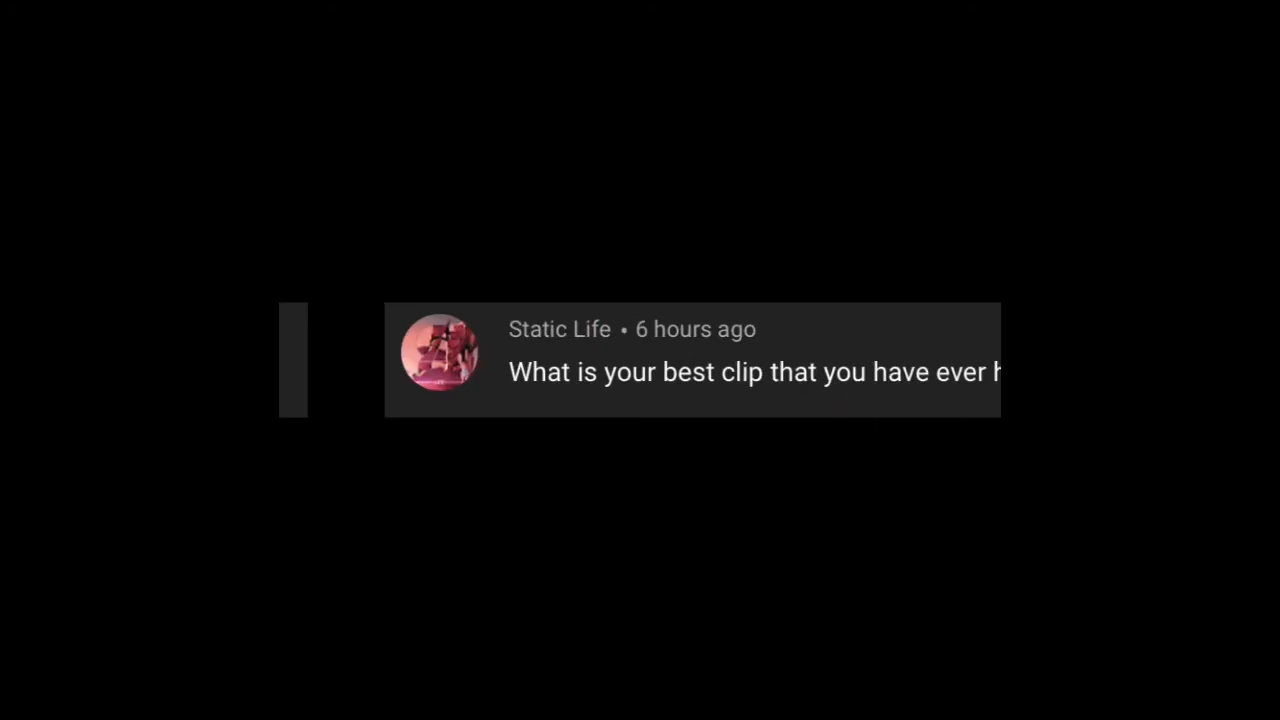 Static Life • 6 hours ago
What is your best clip that you have ever h